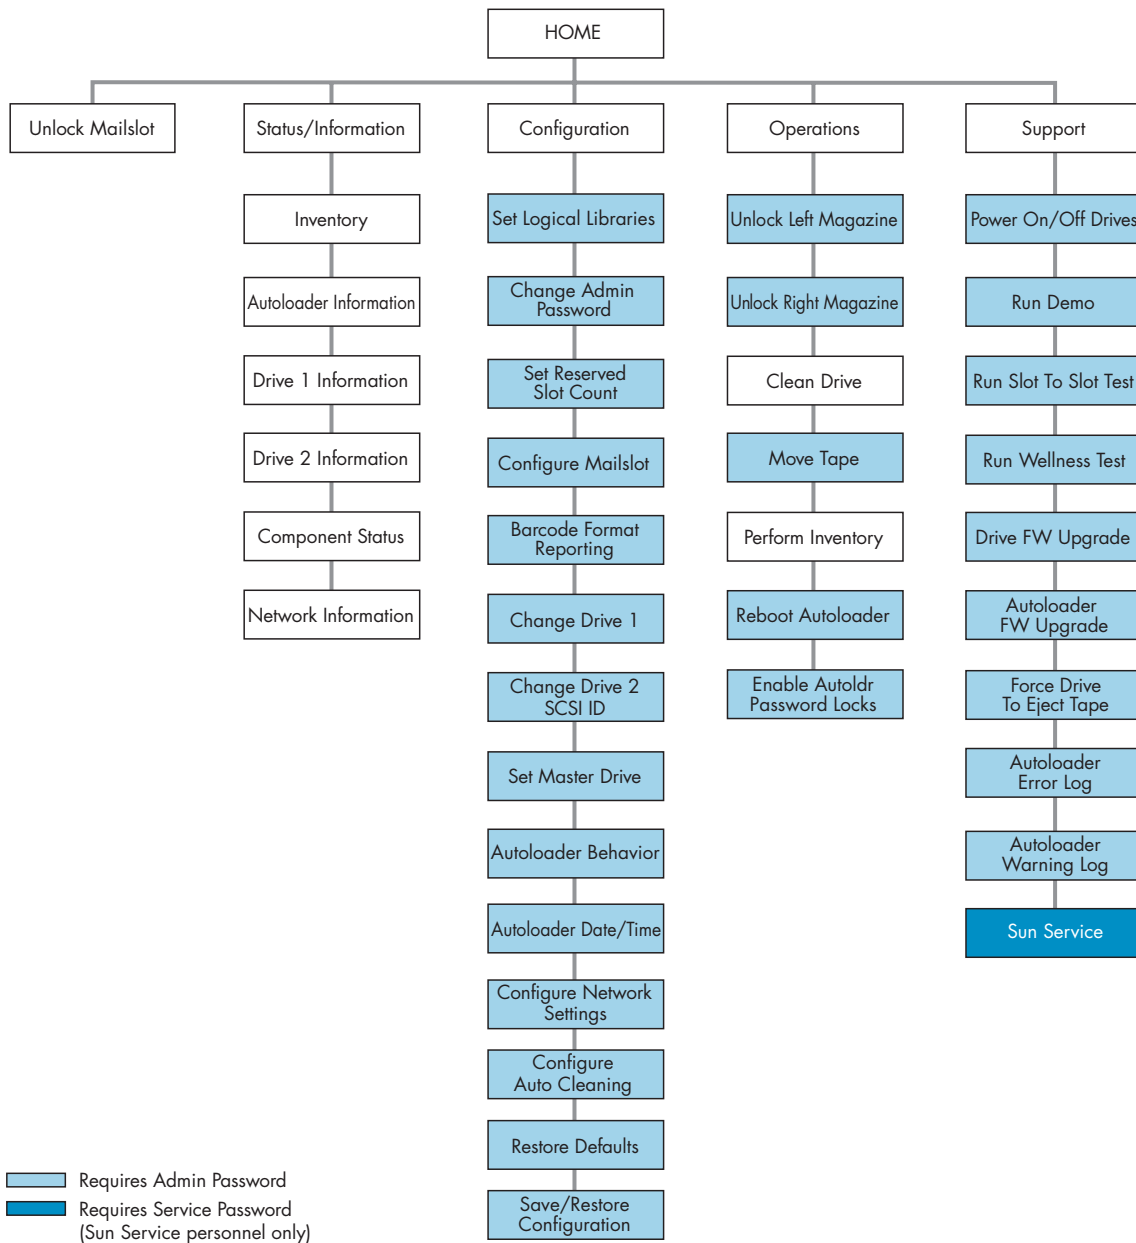 HOME
Unlock Mailslot
Status/Information
Configuration
Operations
Support
Inventory
Autoloader Information
Drive 1 Information
Drive 2 Information
Component Status
Network Information
Set Logical Libraries
Change Admin
Password
Set Reserved
Slot Count
Configure Mailslot
Barcode Format
Reporting
Change Drive 1
Change Drive 2
SCSI ID
Set Master Drive
Autoloader Behavior
Autoloader Date/Time
Configure Network
Settings
Configure
Auto Cleaning
Restore Defaults
Save/Restore
Configuration
Unlock Left Magazine
Unlock Right Magazine
Clean Drive
Move Tape
Perform Inventory
Reboot Autoloader
Enable Autoldr
Password Locks
Power On/Off Drives
Run Demo
Run Slot To Slot Test
Run Wellness Test
Drive FW Upgrade
Autoloader
FW Upgrade
Force Drive
To Eject Tape
Autoloader
Error Log
Autoloader
Warning Log
Sun Service
Requires Admin Password
Requires Service Password
(Sun Service personnel only)